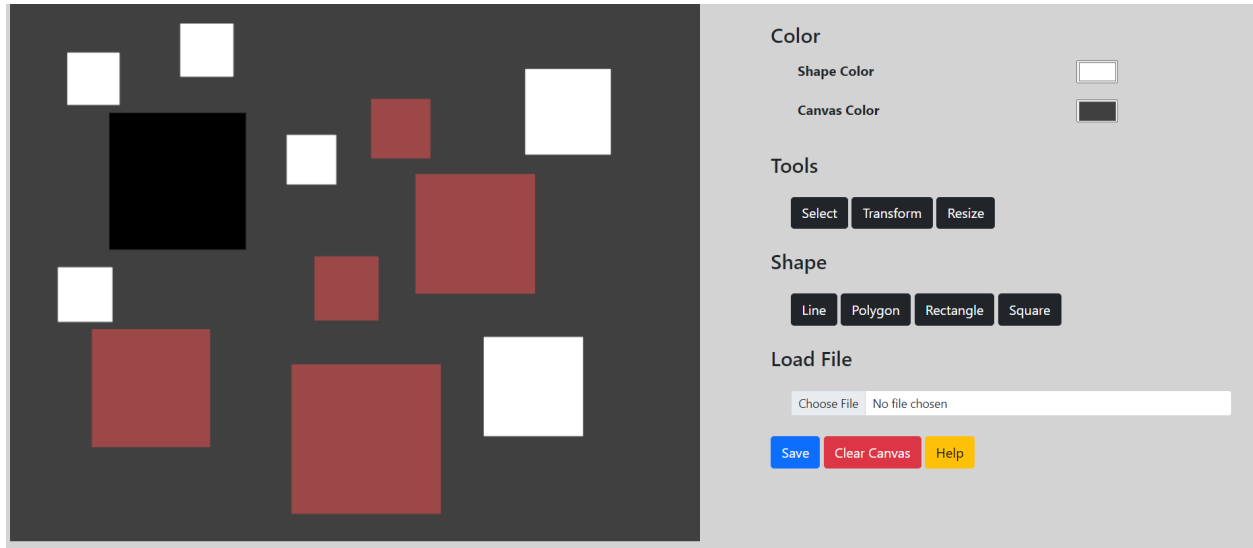 Color
Shape Color
Canvas Color
Tools
Select Transform Resize
Shape
Line Polygon Rectangle Square
Load File
Choose File No file chosen
Save Clear Canvas Help